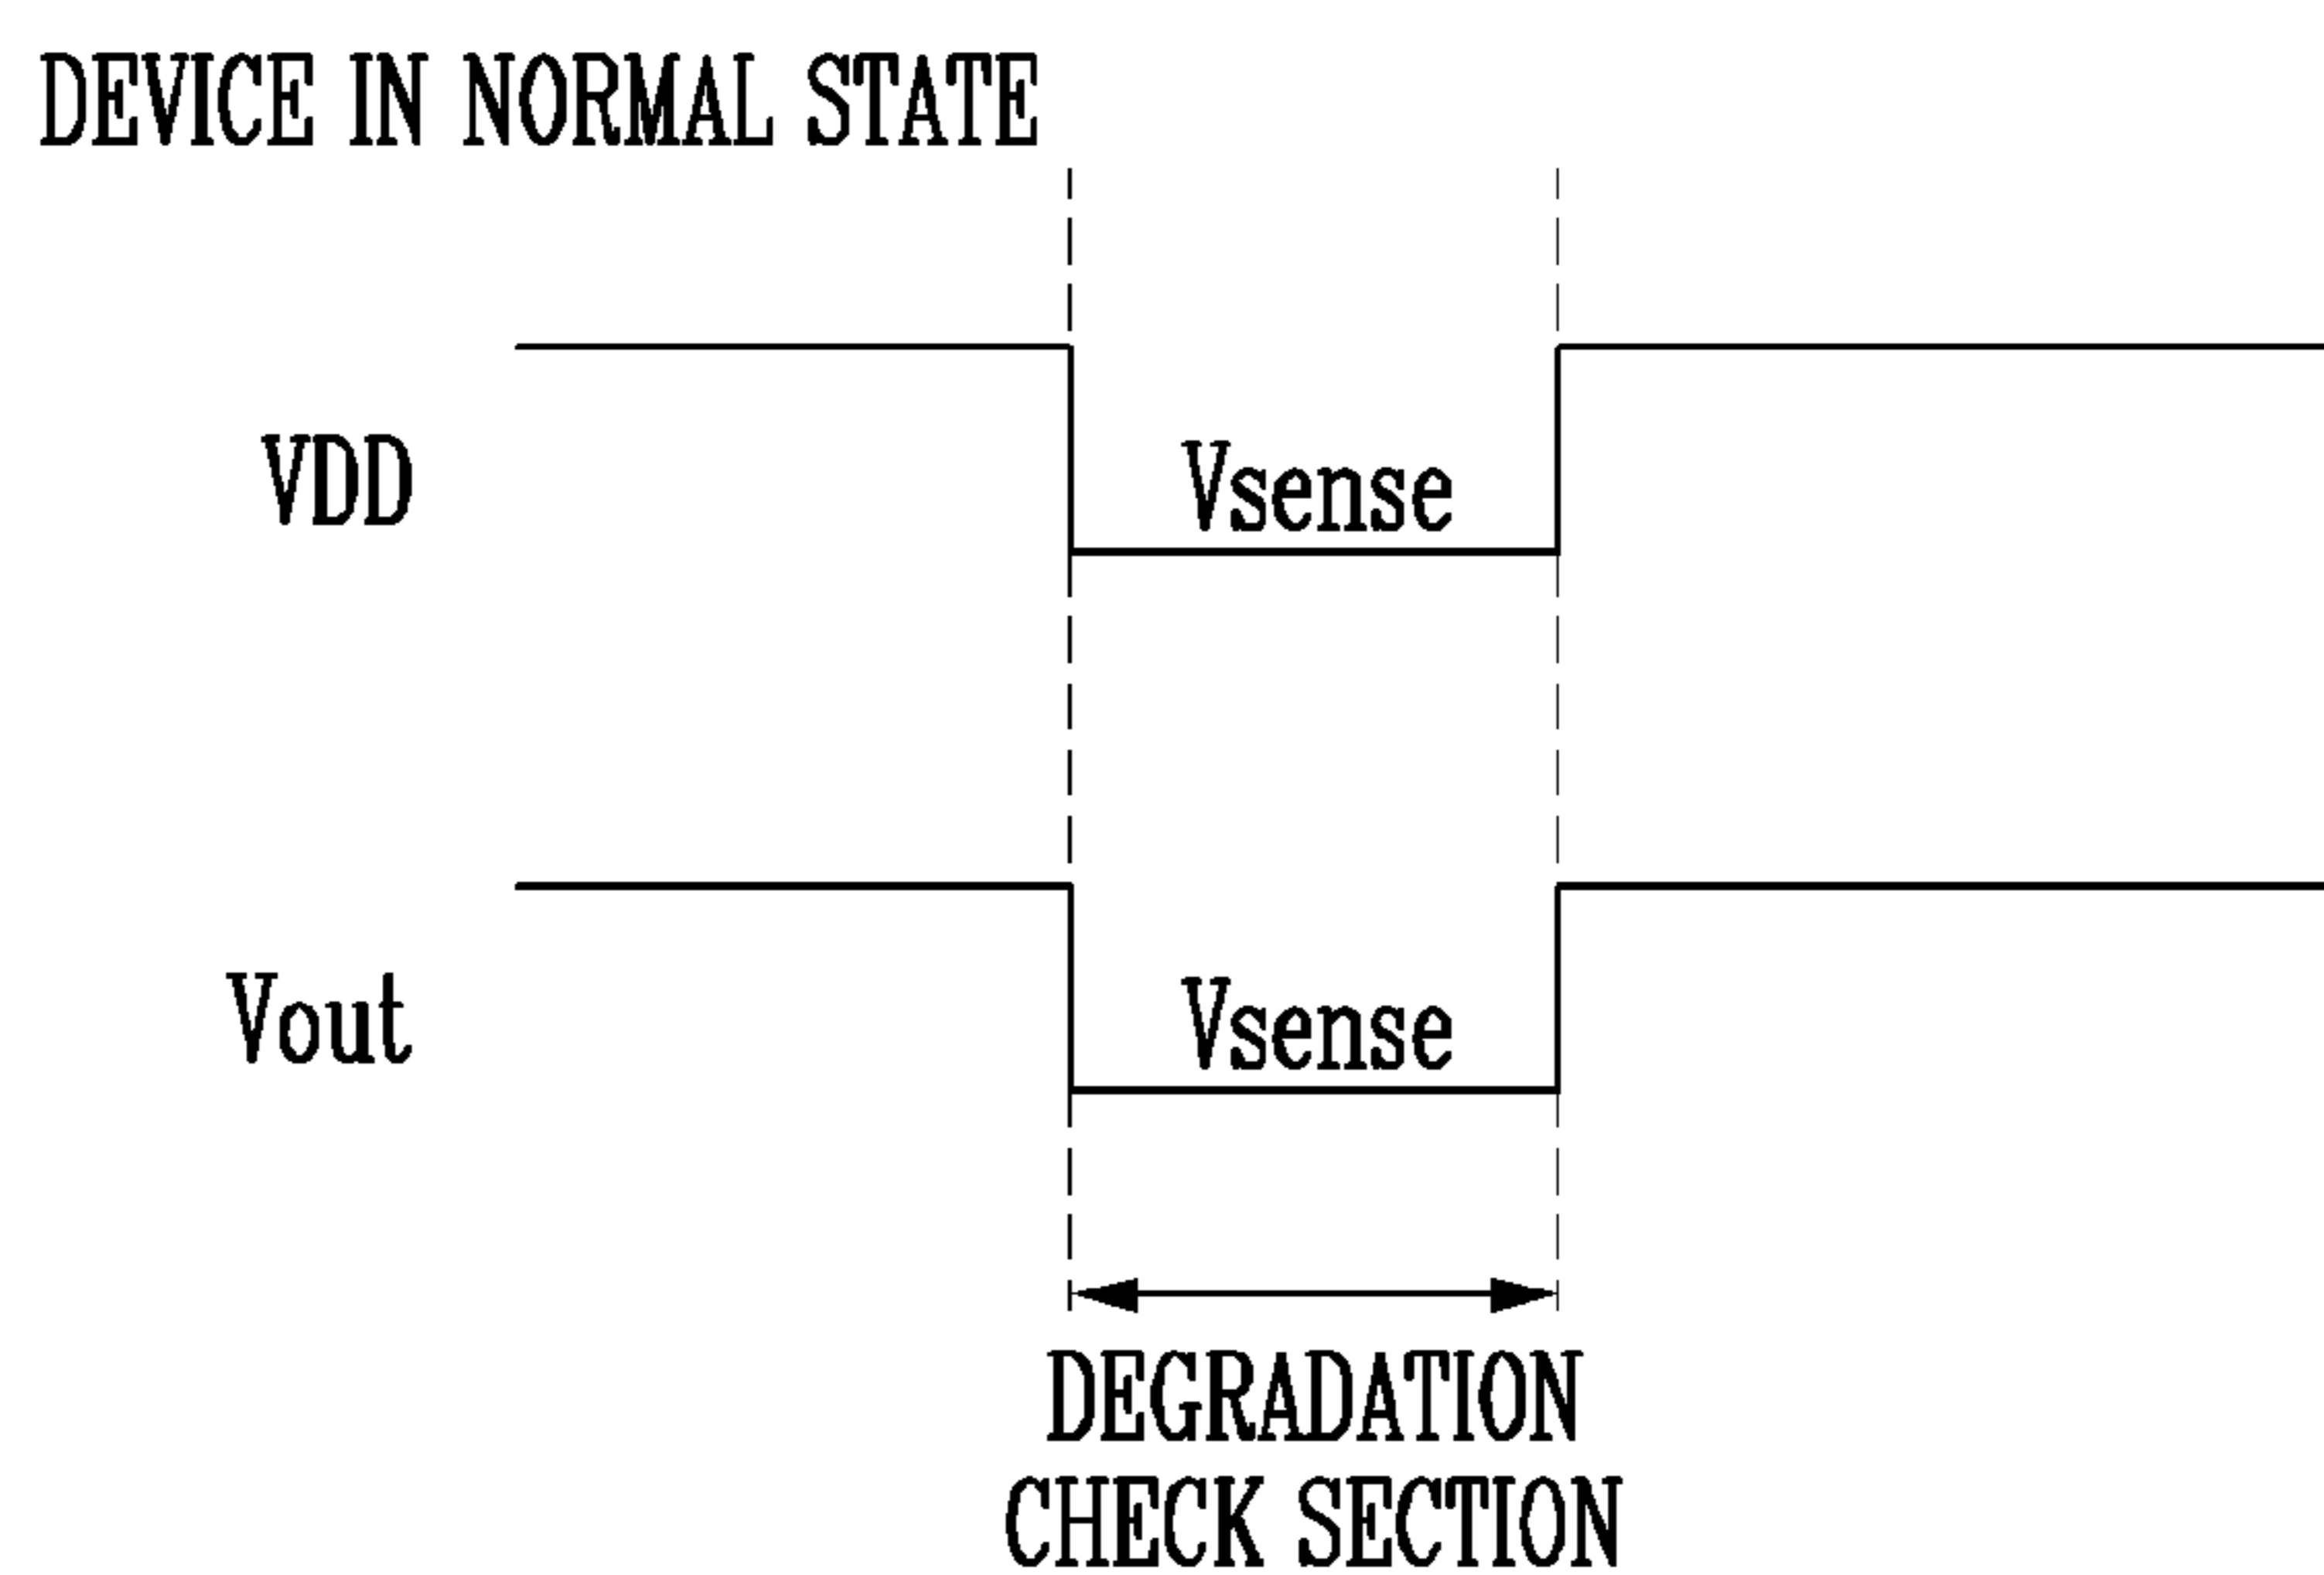 DEVICE IN NORMAL STATE
VDD
Vsense
Vout
Vsense
DEGRADATION
CHECK SECTION